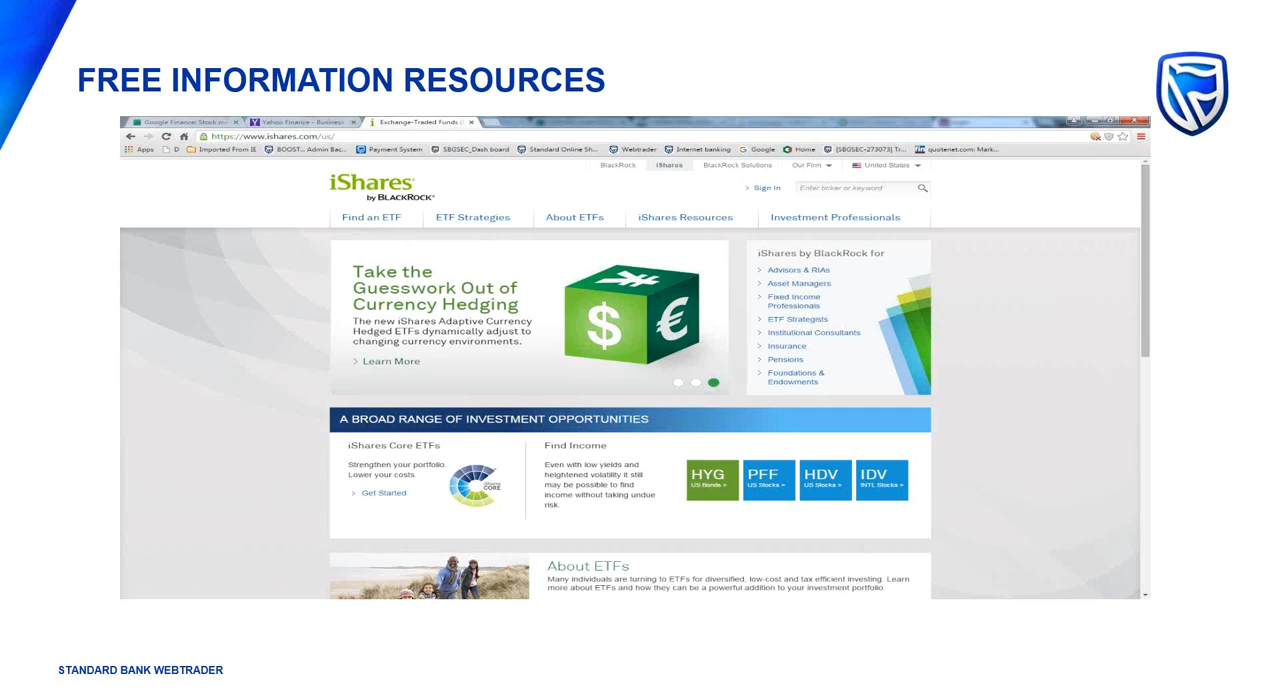 FREE INFORMATION RESOURCES
Google Finance: Stock m
Yahoo Finance - Business
Exchange-Traded Funds (
https://www.ishares.com/us/
Apps D Imported From IE BOOST... Admin Bac... Payment System SBGSEC_Dash board Standard Online Sh... Webtrader Internet banking Google Home [SBGSEC-273073] Tr... quotenet.com: Mark...
BlackRock iShares BlackRock Solutions Our Firm United States
iShares®
by BLACKROCK®
Sign In Enter ticker or keyword
Find an ETF ETF Strategies About ETFs iShares Resources Investment Professionals
Take the
Guesswork Out of
Currency Hedging
The new iShares Adaptive Currency
Hedged ETFs dynamically adjust to
changing currency environments.
> Learn More
$ €
iShares by BlackRock for
> Advisors & RIAs
> Asset Managers
> Fixed Income
Professionals
> ETF Strategists
> Institutional Consultants
> Insurance
> Pensions
> Foundations &
Endowments
A BROAD RANGE OF INVESTMENT OPPORTUNITIES
iShares Core ETFs
Strengthen your portfolio.
Lower your costs.
> Get Started
iShares
CORE
Find Income
Even with low yields and
heightened volatility it still
may be possible to find
income without taking undue
risk.
HYG
US Bonds >
PFF
US Stocks >
HDV
US Stocks >
IDV
INTL Stocks >
About ETFs
Many individuals are turning to ETFs for diversified, low-cost and tax efficient investing. Learn
more about ETFs and how they can be a powerful addition to your investment portfolio
STANDARD BANK WEBTRADER